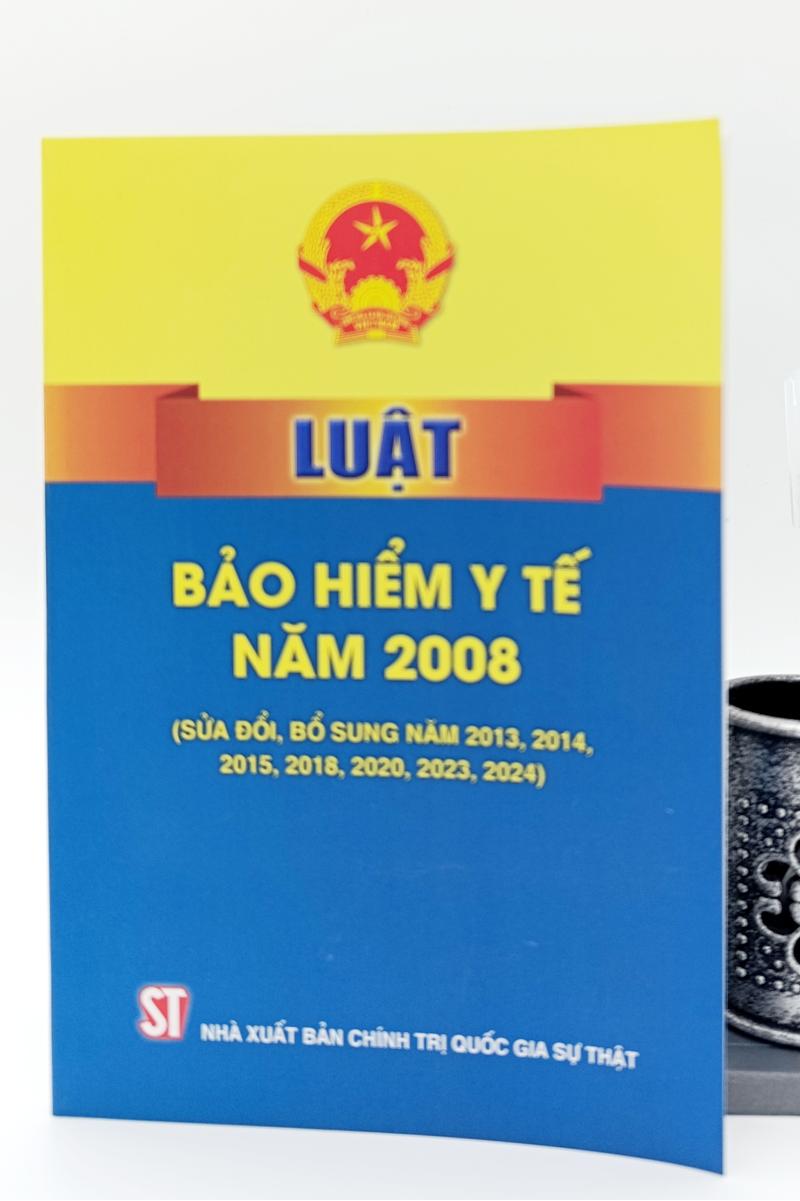 LUẬT
BẢO HIỂM Y TẾ
NĂM 2008
(SỬA ĐỔI, BỔ SUNG NĂM 2013, 2014,
2015, 2018, 2020, 2023, 2024)
ST
NHÀ XUẤT BẢN CHÍNH TRỊ QUỐC GIA SỰ THẬT